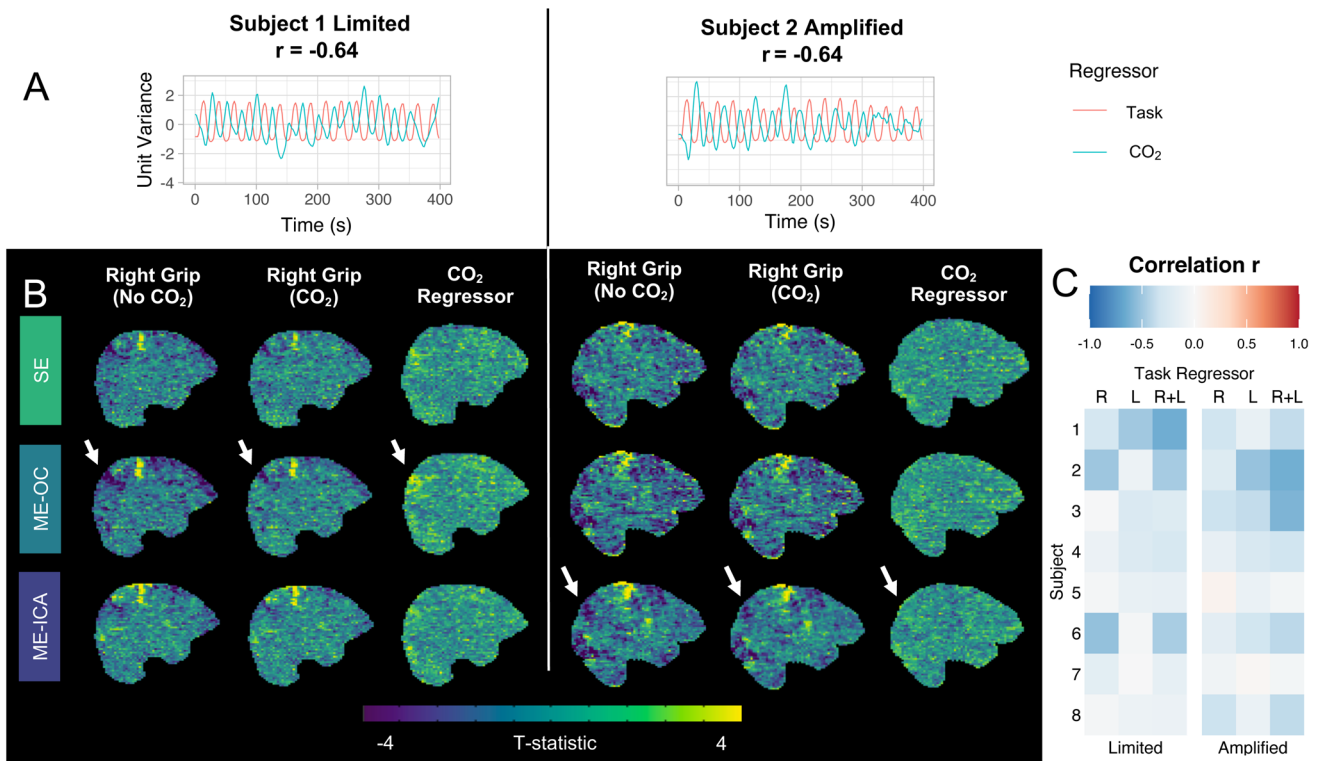 A
Subject 1 Limited
r = -0.64
Unit Variance
2
0
-2
-4
0 100 200 300 400
Time (s)
Subject 2 Amplified
r = -0.64
0 100 200 300 400
Time (s)
Regressor
Task
CO₂
B
Right Grip
(No CO₂)
Right Grip
(CO₂)
CO₂
Regressor
Right Grip
(No CO₂)
Right Grip
(CO₂)
CO₂
Regressor
SE
ME-OC
ME-ICA
-4 T-statistic 4
C
Correlation r
-1.0 -0.5 0.0 0.5 1.0
Task Regressor
R L R+L R L R+L
Subject
1
2
3
4
5
6
7
8
Limited Amplified